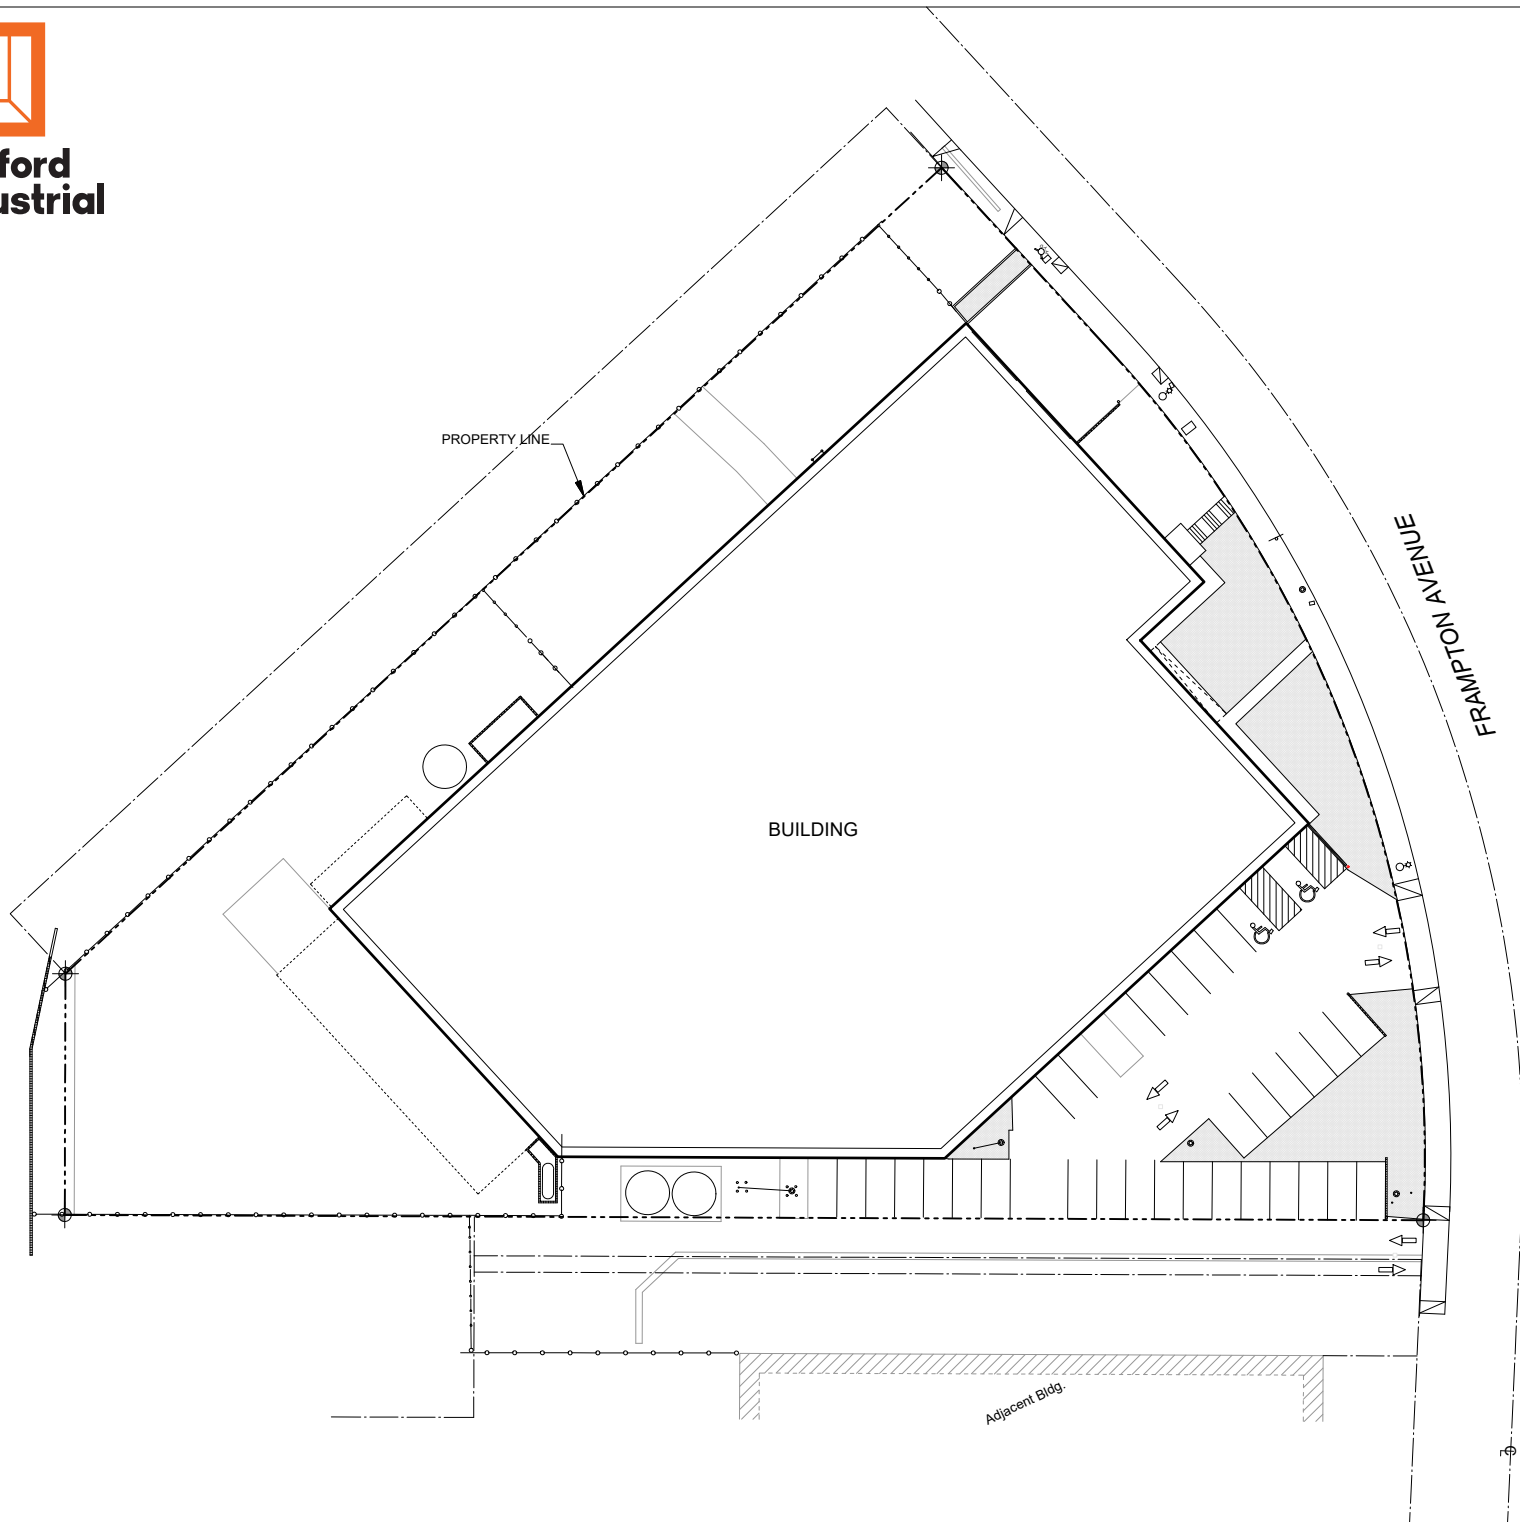 ford
ustrial
PROPERTY LINE
FRAMPTON AVENUE
BUILDING
Adjacent Bldg.